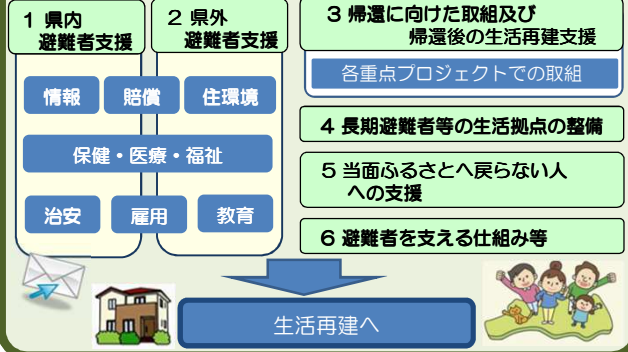 1 県内
避難者支援
2 県外
避難者支援
情報
賠償
住環境
保健・医療・福祉
治安
雇用
教育
3 帰還に向けた取組及び
帰還後の生活再建支援
各重点プロジェクトでの取組
4 長期避難者等の生活拠点の整備
5 当面ふるさとへ戻らない人
への支援
6 避難者を支える仕組み等
生活再建へ